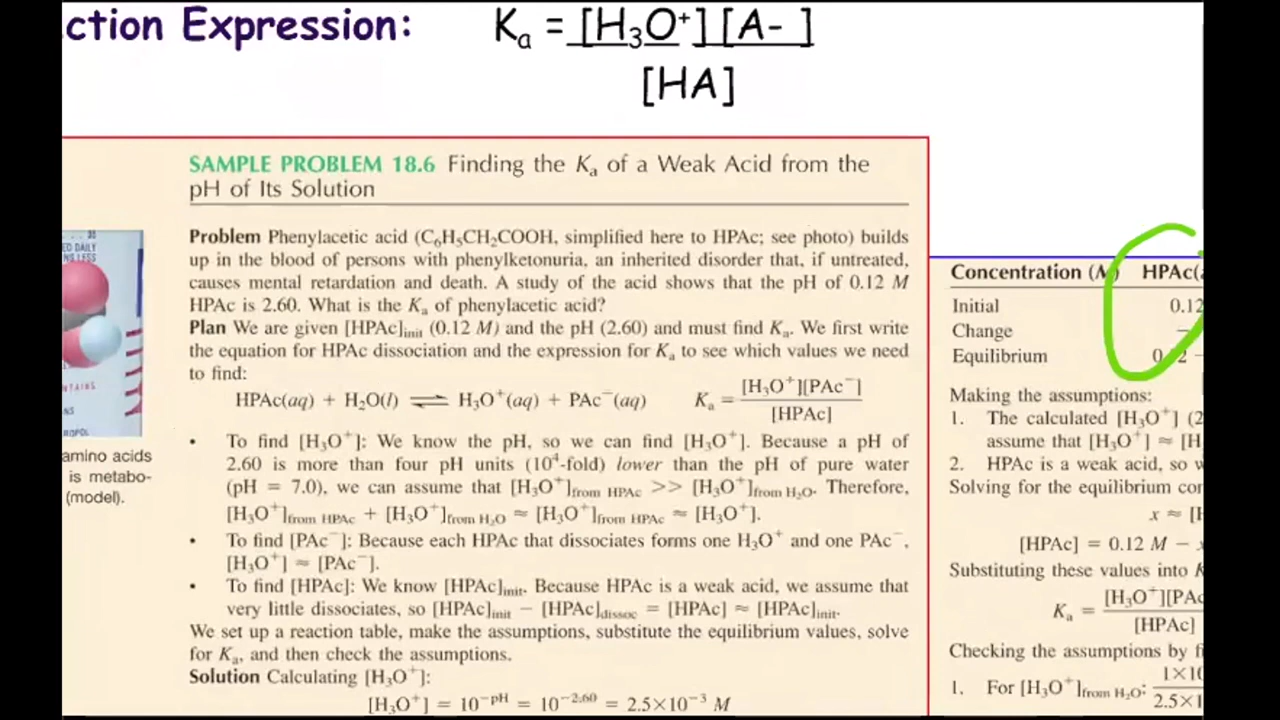 ction Expression:
Kₐ = [H₃O⁺] [A- ]
[HA]
SAMPLE PROBLEM 18.6 Finding the Kₐ of a Weak Acid from the
pH of Its Solution
Problem Phenylacetic acid (C₆H₅CH₂COOH, simplified here to HPAc; see photo) builds
up in the blood of persons with phenylketonuria, an inherited disorder that, if untreated,
causes mental retardation and death. A study of the acid shows that the pH of 0.12 M
HPAc is 2.60. What is the Kₐ of phenylacetic acid?
Plan We are given [HPAc]init (0.12 M) and the pH (2.60) and must find Kₐ. We first write
the equation for HPAc dissociation and the expression for Kₐ to see which values we need
to find:
HPAc(aq) + H₂O(l) ⇌ H₃O⁺(aq) + PAc⁻(aq) Kₐ = [H₃O⁺][PAc⁻]
[HPAc]
• To find [H₃O⁺]: We know the pH, so we can find [H₃O⁺]. Because a pH of
2.60 is more than four pH units (10⁴-fold) lower than the pH of pure water
(pH = 7.0), we can assume that [H₃O⁺]from HPAc >> [H₃O⁺]from H₂O. Therefore,
[H₃O⁺]from HPAc + [H₃O⁺]from H₂O ≈ [H₃O⁺]from HPAc ≈ [H₃O⁺].
• To find [PAc⁻]: Because each HPAc that dissociates forms one H₃O⁺ and one PAc⁻,
[H₃O⁺] ≈ [PAc⁻].
• To find [HPAc]: We know [HPAc]init. Because HPAc is a weak acid, we assume that
very little dissociates, so [HPAc]init − [HPAc]dissoc = [HPAc] ≈ [HPAc]init.
We set up a reaction table, make the assumptions, substitute the equilibrium values, solve
for Kₐ, and then check the assumptions.
Solution Calculating [H₃O⁺]:
[H₃O⁺] = 10⁻ᵖᴴ = 10⁻²·⁶⁰ = 2.5×10⁻³ M
amino acids
is metabo-
(model).
Concentration (M) HPAc(
Initial 0.12
Change −
Equilibrium 0.12 −
Making the assumptions:
1. The calculated [H₃O⁺] (2
assume that [H₃O⁺] ≈ [H
2. HPAc is a weak acid, so w
Solving for the equilibrium cor
x ≈ [H
[HPAc] = 0.12 M − x
Substituting these values into K
Kₐ = [H₃O⁺][PAc
[HPAc]
Checking the assumptions by fi
1. For [H₃O⁺]from H₂O: 1×10
2.5×1